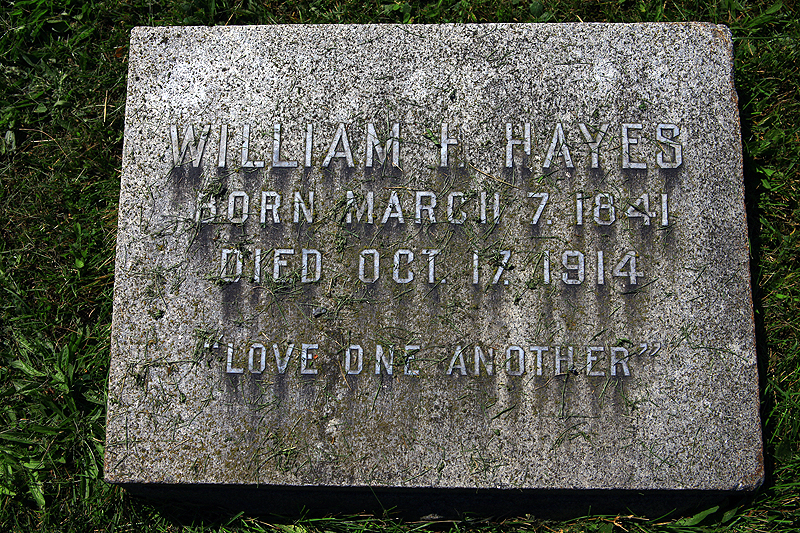 WILLIAM H. HAYES
BORN MARCH 7. 1841
DIED OCT. 17. 1914
"LOVE ONE ANOTHER"